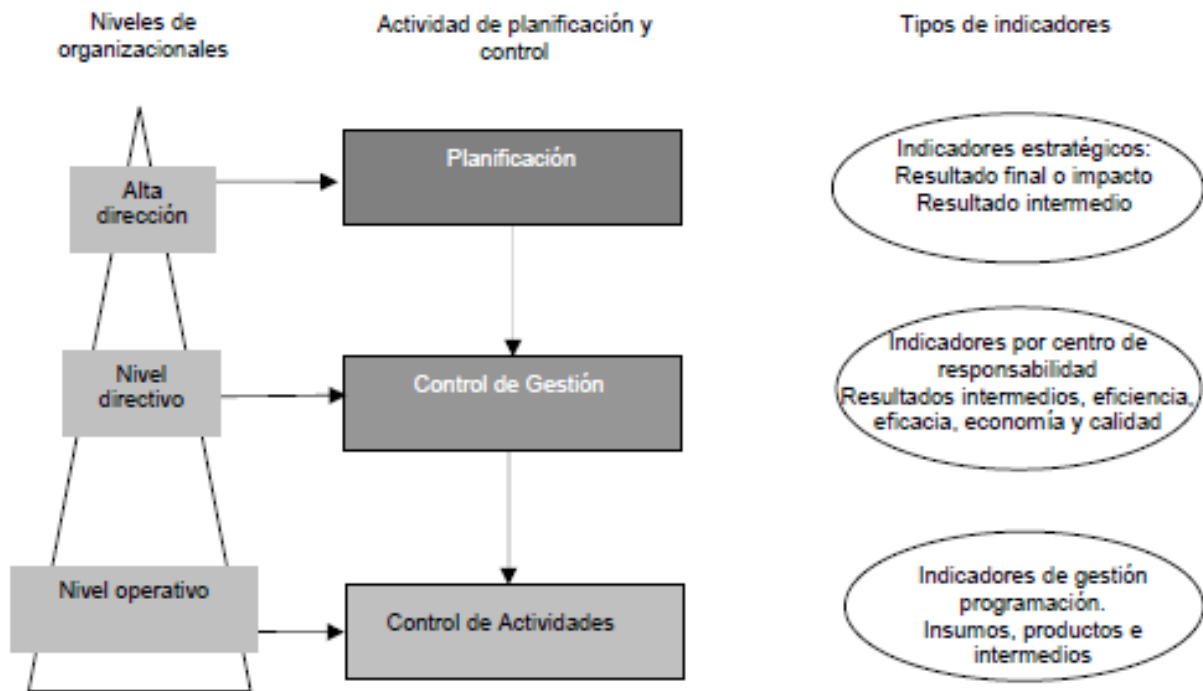 Niveles de
organizacionales
Actividad de planificación y
control
Tipos de indicadores
Alta
dirección
Planificación
Indicadores estratégicos:
Resultado final o impacto
Resultado intermedio
Nivel
directivo
Control de Gestión
Indicadores por centro de
responsabilidad
Resultados intermedios, eficiencia,
eficacia, economía y calidad
Nivel operativo
Control de Actividades
Indicadores de gestión
programación.
Insumos, productos e
intermedios